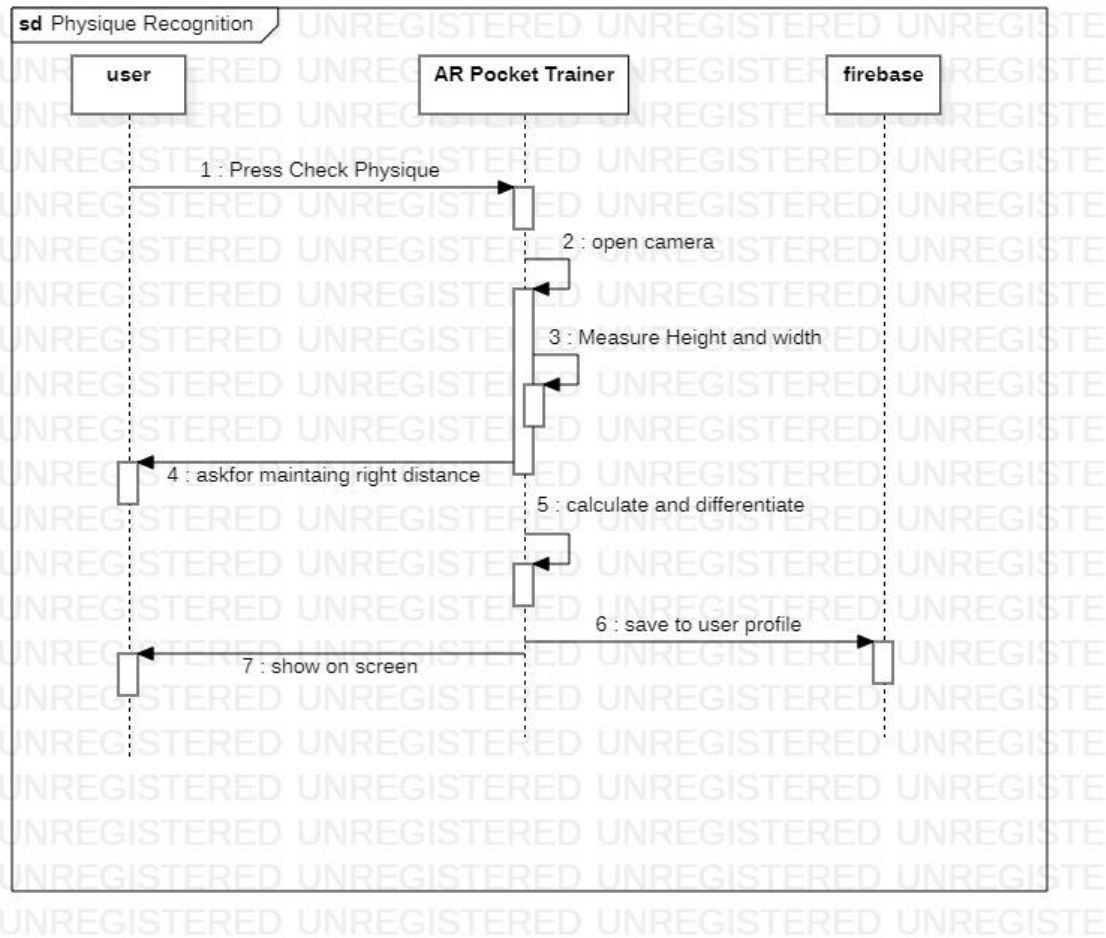 sd Physique Recognition
user
AR Pocket Trainer
firebase
1 : Press Check Physique
2 : open camera
3 : Measure Height and width
4 : askfor maintaing right distance
5 : calculate and differentiate
6 : save to user profile
7 : show on screen
UNREGISTERED